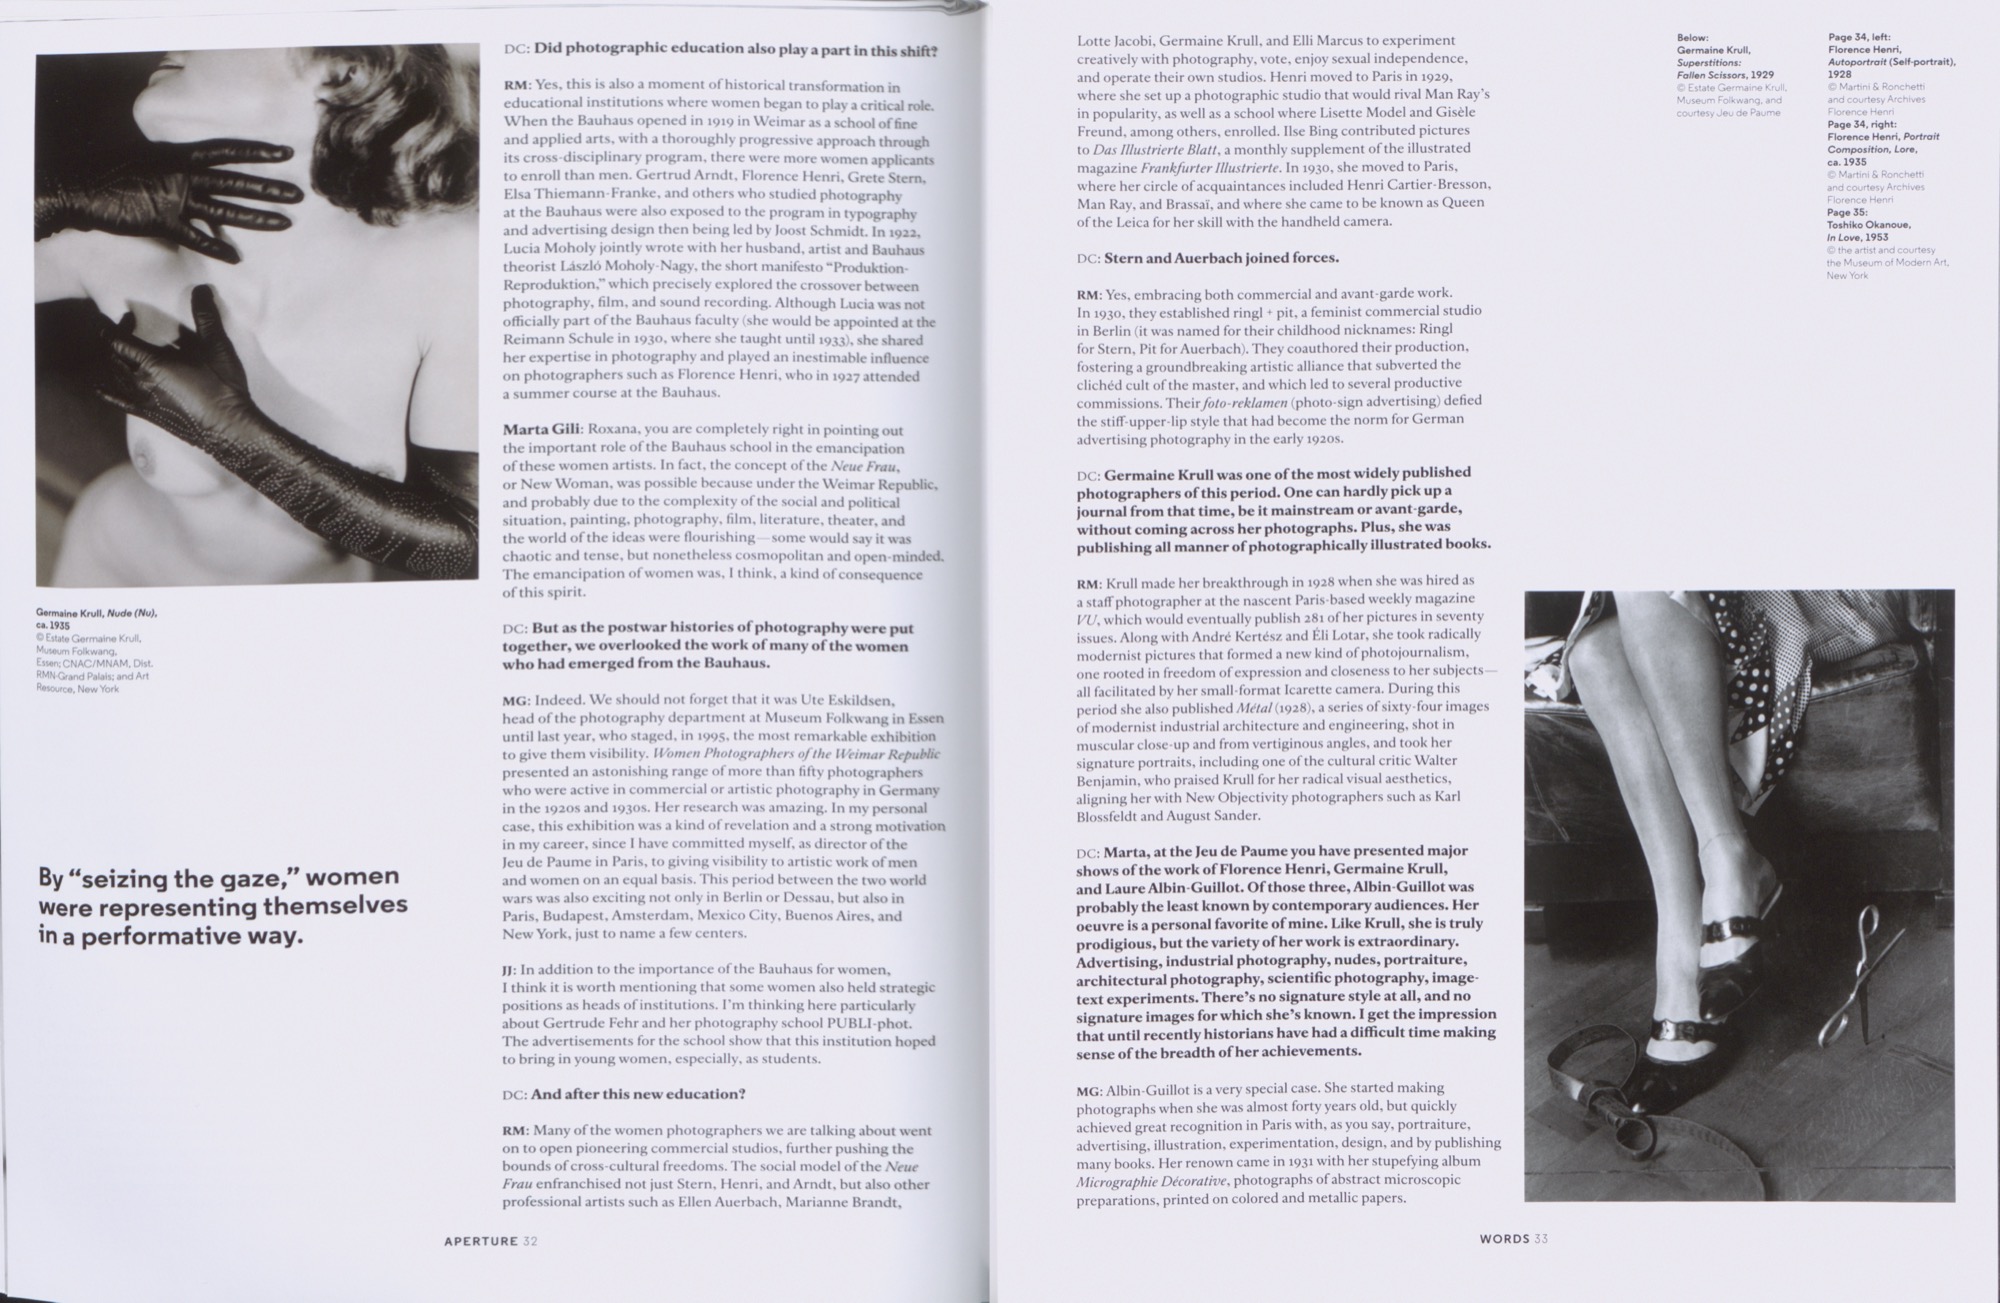 Germaine Krull, Nude (Nu),
ca. 1935
© Estate Germaine Krull,
Museum Folkwang,
Essen; CNAC/MNAM, Dist.
RMN-Grand Palais; and Art
Resource, New York
By “seizing the gaze,” women
were representing themselves
in a performative way.
DC: Did photographic education also play a part in this shift?
RM: Yes, this is also a moment of historical transformation in
educational institutions where women began to play a critical role.
When the Bauhaus opened in 1919 in Weimar as a school of fine
and applied arts, with a thoroughly progressive approach through
its cross-disciplinary program, there were more women applicants
to enroll than men. Gertrud Arndt, Florence Henri, Grete Stern,
Elsa Thiemann-Franke, and others who studied photography
at the Bauhaus were also exposed to the program in typography
and advertising design then being led by Joost Schmidt. In 1922,
Lucia Moholy jointly wrote with her husband, artist and Bauhaus
theorist László Moholy-Nagy, the short manifesto “Produktion-
Reproduktion,” which precisely explored the crossover between
photography, film, and sound recording. Although Lucia was not
officially part of the Bauhaus faculty (she would be appointed at the
Reimann Schule in 1930, where she taught until 1933), she shared
her expertise in photography and played an inestimable influence
on photographers such as Florence Henri, who in 1927 attended
a summer course at the Bauhaus.
Marta Gili: Roxana, you are completely right in pointing out
the important role of the Bauhaus school in the emancipation
of these women artists. In fact, the concept of the Neue Frau,
or New Woman, was possible because under the Weimar Republic,
and probably due to the complexity of the social and political
situation, painting, photography, film, literature, theater, and
the world of the ideas were flourishing—some would say it was
chaotic and tense, but nonetheless cosmopolitan and open-minded.
The emancipation of women was, I think, a kind of consequence
of this spirit.
DC: But as the postwar histories of photography were put
together, we overlooked the work of many of the women
who had emerged from the Bauhaus.
MG: Indeed. We should not forget that it was Ute Eskildsen,
head of the photography department at Museum Folkwang in Essen
until last year, who staged, in 1995, the most remarkable exhibition
to give them visibility. Women Photographers of the Weimar Republic
presented an astonishing range of more than fifty photographers
who were active in commercial or artistic photography in Germany
in the 1920s and 1930s. Her research was amazing. In my personal
case, this exhibition was a kind of revelation and a strong motivation
in my career, since I have committed myself, as director of the
Jeu de Paume in Paris, to giving visibility to artistic work of men
and women on an equal basis. This period between the two world
wars was also exciting not only in Berlin or Dessau, but also in
Paris, Budapest, Amsterdam, Mexico City, Buenos Aires, and
New York, just to name a few centers.
JJ: In addition to the importance of the Bauhaus for women,
I think it is worth mentioning that some women also held strategic
positions as heads of institutions. I’m thinking here particularly
about Gertrude Fehr and her photography school PUBLI-phot.
The advertisements for the school show that this institution hoped
to bring in young women, especially, as students.
DC: And after this new education?
RM: Many of the women photographers we are talking about went
on to open pioneering commercial studios, further pushing the
bounds of cross-cultural freedoms. The social model of the Neue
Frau enfranchised not just Stern, Henri, and Arndt, but also other
professional artists such as Ellen Auerbach, Marianne Brandt,
APERTURE 32
Lotte Jacobi, Germaine Krull, and Elli Marcus to experiment
creatively with photography, vote, enjoy sexual independence,
and operate their own studios. Henri moved to Paris in 1929,
where she set up a photographic studio that would rival Man Ray’s
in popularity, as well as a school where Lisette Model and Gisèle
Freund, among others, enrolled. Ilse Bing contributed pictures
to Das Illustrierte Blatt, a monthly supplement of the illustrated
magazine Frankfurter Illustrierte. In 1930, she moved to Paris,
where her circle of acquaintances included Henri Cartier-Bresson,
Man Ray, and Brassaï, and where she came to be known as Queen
of the Leica for her skill with the handheld camera.
DC: Stern and Auerbach joined forces.
RM: Yes, embracing both commercial and avant-garde work.
In 1930, they established ringl + pit, a feminist commercial studio
in Berlin (it was named for their childhood nicknames: Ringl
for Stern, Pit for Auerbach). They coauthored their production,
fostering a groundbreaking artistic alliance that subverted the
clichéd cult of the master, and which led to several productive
commissions. Their foto-reklamen (photo-sign advertising) defied
the stiff-upper-lip style that had become the norm for German
advertising photography in the early 1920s.
DC: Germaine Krull was one of the most widely published
photographers of this period. One can hardly pick up a
journal from that time, be it mainstream or avant-garde,
without coming across her photographs. Plus, she was
publishing all manner of photographically illustrated books.
RM: Krull made her breakthrough in 1928 when she was hired as
a staff photographer at the nascent Paris-based weekly magazine
VU, which would eventually publish 281 of her pictures in seventy
issues. Along with André Kertész and Éli Lotar, she took radically
modernist pictures that formed a new kind of photojournalism,
one rooted in freedom of expression and closeness to her subjects—
all facilitated by her small-format Icarette camera. During this
period she also published Métal (1928), a series of sixty-four images
of modernist industrial architecture and engineering, shot in
muscular close-up and from vertiginous angles, and took her
signature portraits, including one of the cultural critic Walter
Benjamin, who praised Krull for her radical visual aesthetics,
aligning her with New Objectivity photographers such as Karl
Blossfeldt and August Sander.
DC: Marta, at the Jeu de Paume you have presented major
shows of the work of Florence Henri, Germaine Krull,
and Laure Albin-Guillot. Of those three, Albin-Guillot was
probably the least known by contemporary audiences. Her
oeuvre is a personal favorite of mine. Like Krull, she is truly
prodigious, but the variety of her work is extraordinary.
Advertising, industrial photography, nudes, portraiture,
architectural photography, scientific photography, image-
text experiments. There’s no signature style at all, and no
signature images for which she’s known. I get the impression
that until recently historians have had a difficult time making
sense of the breadth of her achievements.
MG: Albin-Guillot is a very special case. She started making
photographs when she was almost forty years old, but quickly
achieved great recognition in Paris with, as you say, portraiture,
advertising, illustration, experimentation, design, and by publishing
many books. Her renown came in 1931 with her stupefying album
Micrographie Décorative, photographs of abstract microscopic
preparations, printed on colored and metallic papers.
Below:
Germaine Krull,
Superstitions:
Fallen Scissors, 1929
© Estate Germaine Krull,
Museum Folkwang, and
courtesy Jeu de Paume
Page 34, left:
Florence Henri,
Autoportrait (Self-portrait),
1928
© Martini & Ronchetti
and courtesy Archives
Florence Henri
Page 34, right:
Florence Henri, Portrait
Composition, Lore,
ca. 1935
© Martini & Ronchetti
and courtesy Archives
Florence Henri
Page 35:
Toshiko Okanoue,
In Love, 1953
© the artist and courtesy
the Museum of Modern Art,
New York
WORDS 33